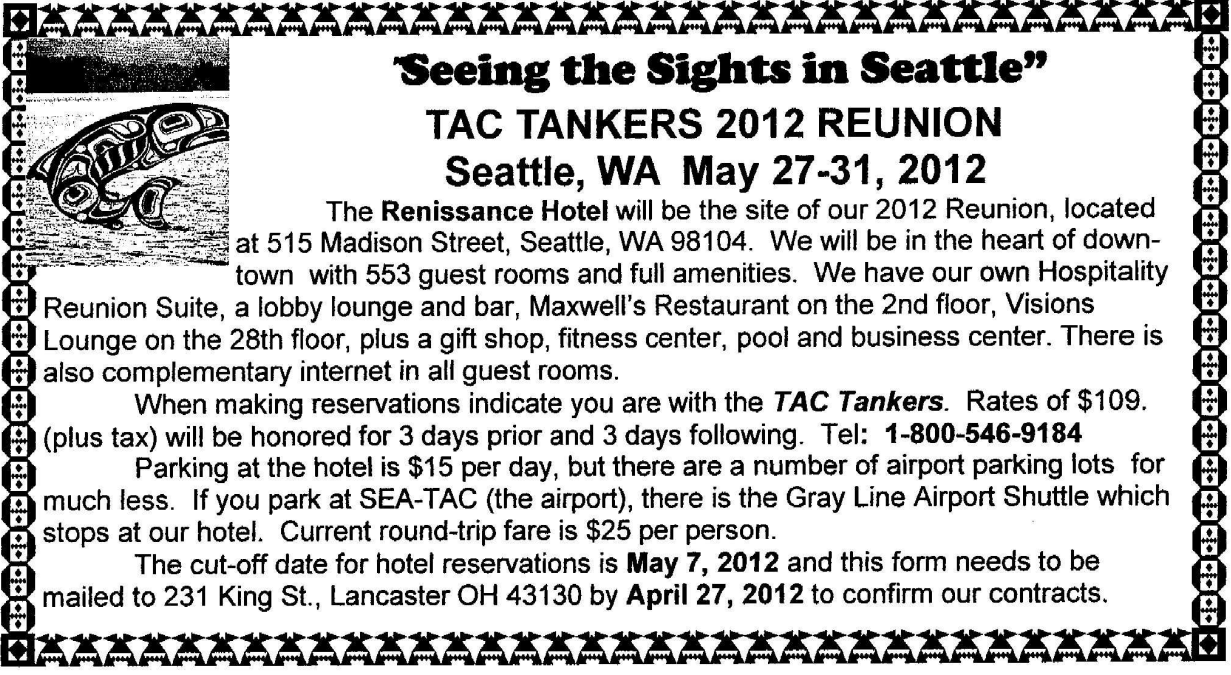 "Seeing the Sights in Seattle"
TAC TANKERS 2012 REUNION
Seattle, WA  May 27-31, 2012
The Renissance Hotel will be the site of our 2012 Reunion, located
at 515 Madison Street, Seattle, WA 98104.  We will be in the heart of down-
town  with 553 guest rooms and full amenities.  We have our own Hospitality
Reunion Suite, a lobby lounge and bar, Maxwell's Restaurant on the 2nd floor, Visions
Lounge on the 28th floor, plus a gift shop, fitness center, pool and business center. There is
also complementary internet in all guest rooms.
When making reservations indicate you are with the TAC Tankers.  Rates of $109.
(plus tax) will be honored for 3 days prior and 3 days following.  Tel:  1-800-546-9184
Parking at the hotel is $15 per day, but there are a number of airport parking lots  for
much less.  If you park at SEA-TAC (the airport), there is the Gray Line Airport Shuttle which
stops at our hotel.  Current round-trip fare is $25 per person.
The cut-off date for hotel reservations is May 7, 2012 and this form needs to be
mailed to 231 King St., Lancaster OH 43130 by April 27, 2012 to confirm our contracts.